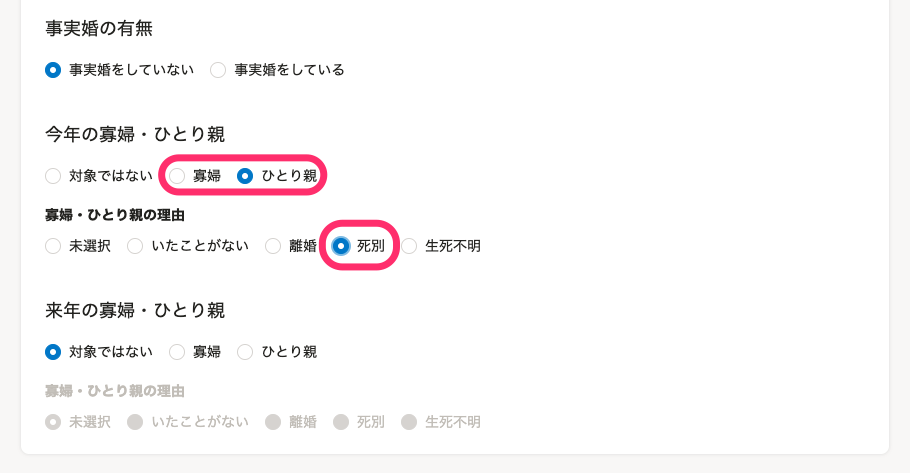 事実婚の有無
事実婚をしていない 事実婚をしている
今年の寡婦・ひとり親
対象ではない 寡婦 ひとり親
寡婦・ひとり親の理由
未選択 いたことがない 離婚 死別 生死不明
来年の寡婦・ひとり親
対象ではない 寡婦 ひとり親
寡婦・ひとり親の理由
未選択 いたことがない 離婚 死別 生死不明